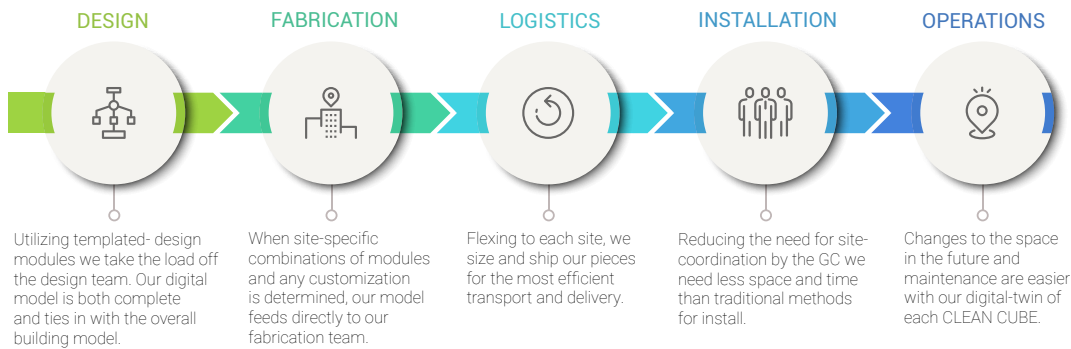 DESIGN
Utilizing templated- design
modules we take the load off
the design team. Our digital
model is both complete
and ties in with the overall
building model.
FABRICATION
When site-specific
combinations of modules
and any customization
is determined, our model
feeds directly to our
fabrication team.
LOGISTICS
Flexing to each site, we
size and ship our pieces
for the most efficient
transport and delivery.
INSTALLATION
Reducing the need for site-
coordination by the GC we
need less space and time
than traditional methods
for install.
OPERATIONS
Changes to the space
in the future and
maintenance are easier
with our digital-twin of
each CLEAN CUBE.